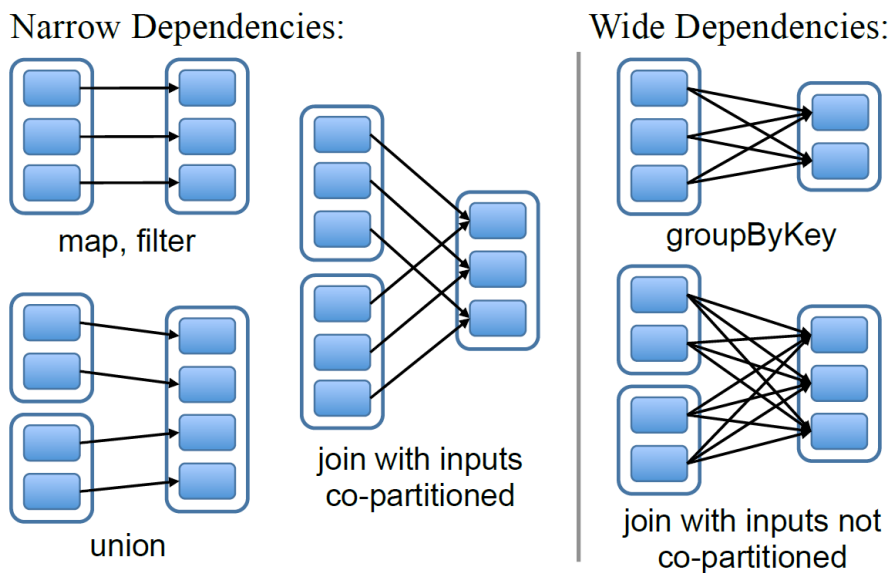 Narrow Dependencies:
map, filter
union
join with inputs
co-partitioned
Wide Dependencies:
groupByKey
join with inputs not
co-partitioned